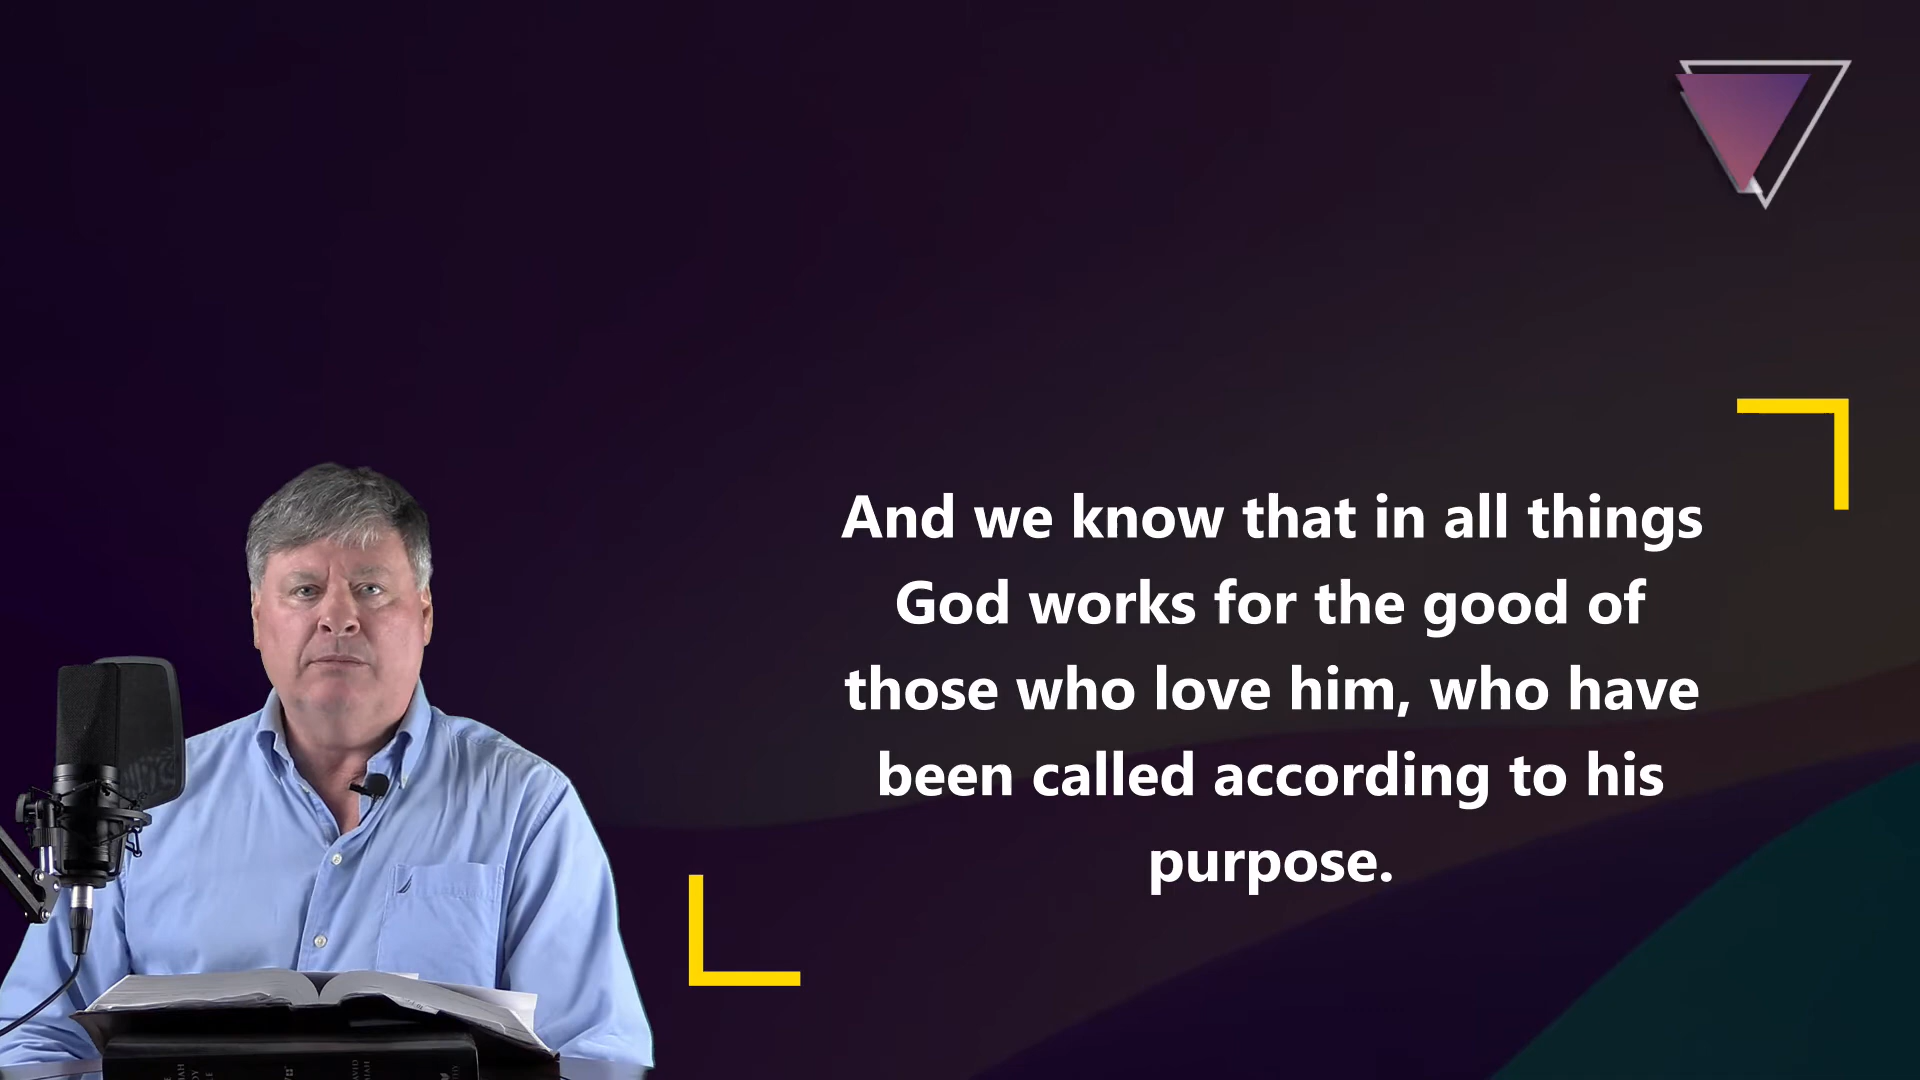 And we know that in all things
God works for the good of
those who love him, who have
been called according to his
purpose.